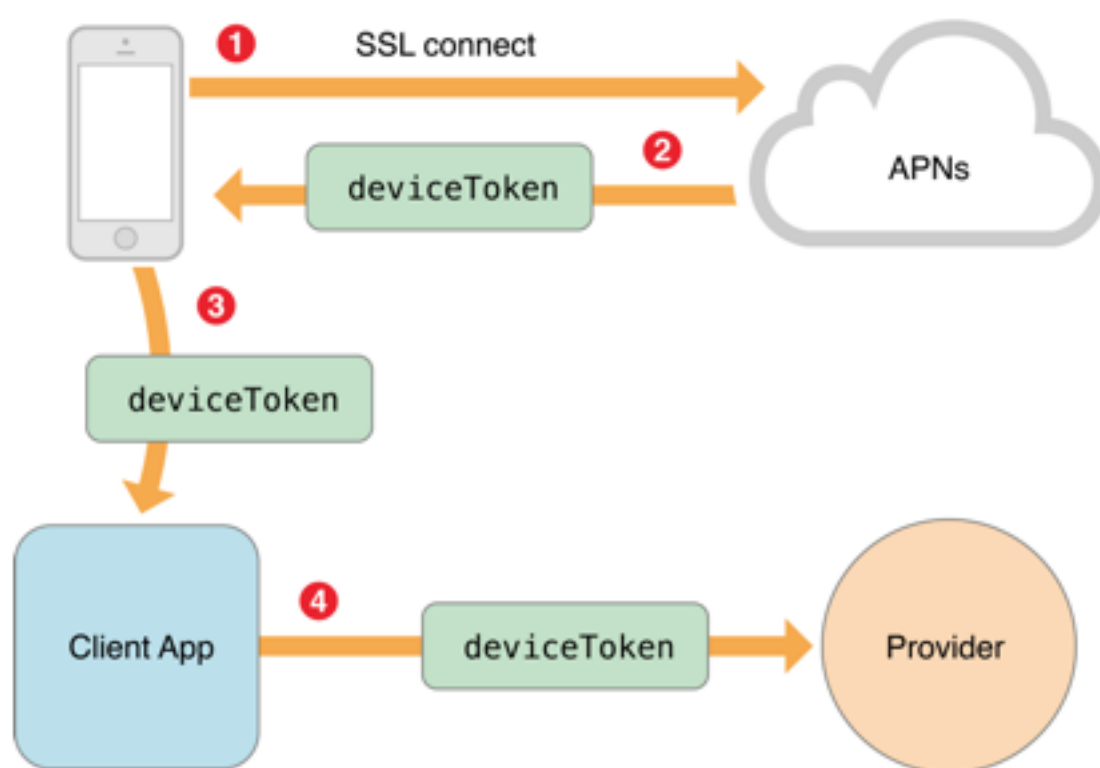 1
SSL connect
2
deviceToken
APNs
3
deviceToken
4
Client App
deviceToken
Provider